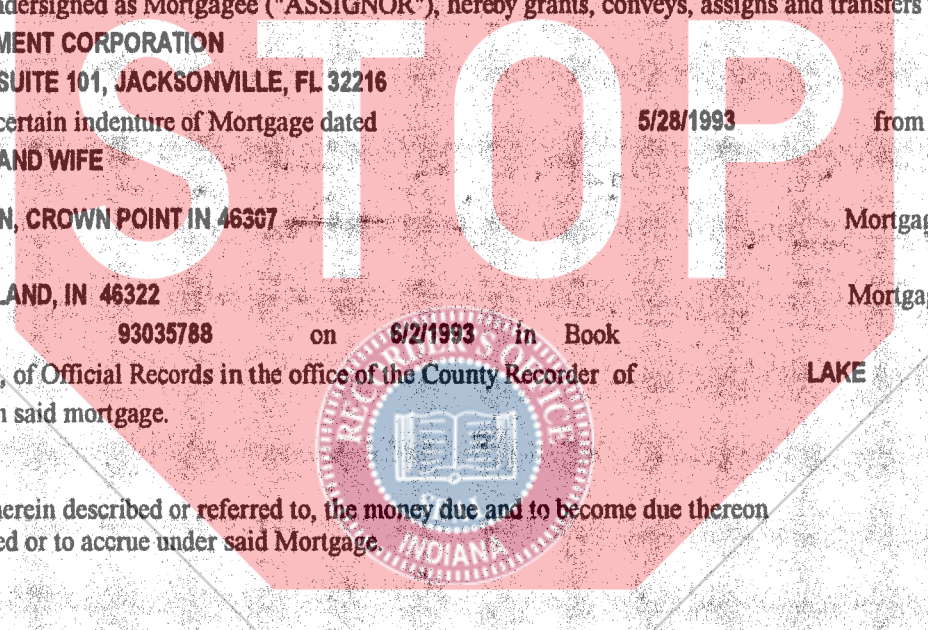 ndersigned as Mortgagee ("ASSIGNOR"), hereby grants, conveys, assigns and transfers
MENT CORPORATION
SUITE 101, JACKSONVILLE, FL 32216
certain indenture of Mortgage dated 5/28/1993 from
AND WIFE
N, CROWN POINT IN 46307 Mortgag
LAND, IN 46322 Mortgag
93035788 on 6/2/1993 in Book
, of Official Records in the office of the County Recorder of LAKE
n said mortgage.
herein described or referred to, the money due and to become due thereon
ed or to accrue under said Mortgage.
STOP
RECORDER'S OFFICE
INDIANA